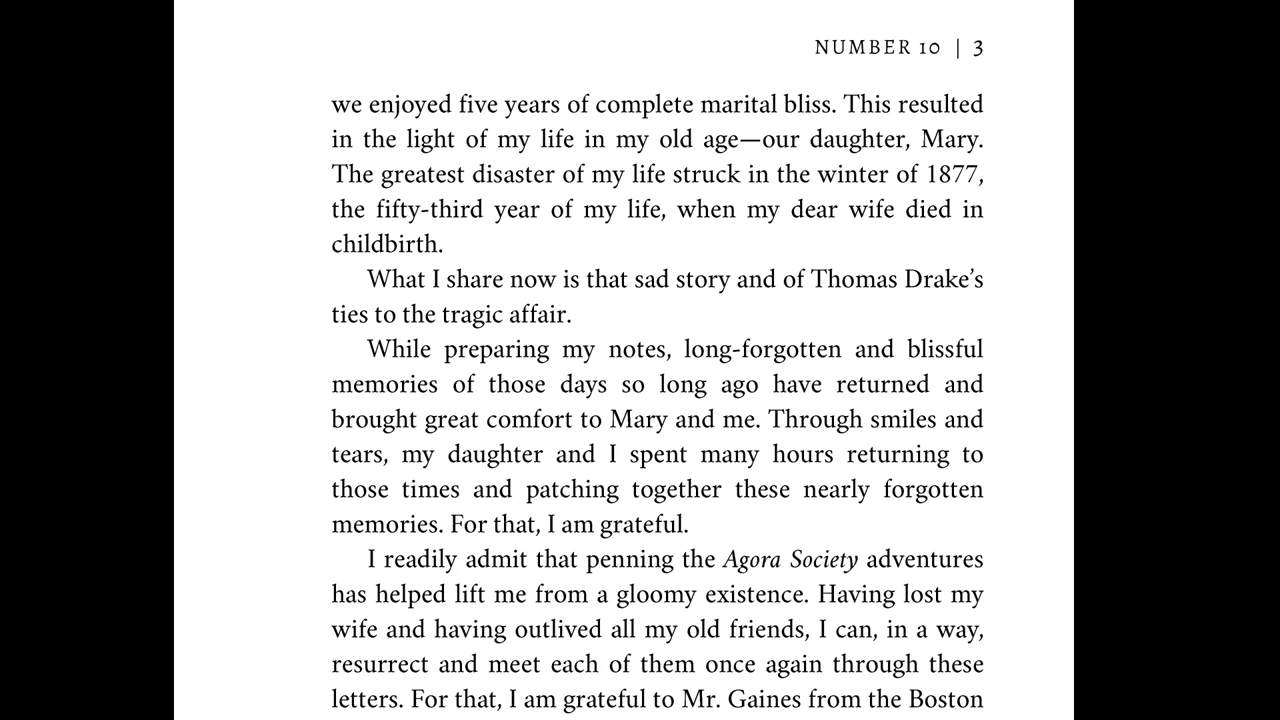 NUMBER 10 | 3
we enjoyed five years of complete marital bliss. This resulted
in the light of my life in my old age—our daughter, Mary.
The greatest disaster of my life struck in the winter of 1877,
the fifty-third year of my life, when my dear wife died in
childbirth.
What I share now is that sad story and of Thomas Drake’s
ties to the tragic affair.
While preparing my notes, long-forgotten and blissful
memories of those days so long ago have returned and
brought great comfort to Mary and me. Through smiles and
tears, my daughter and I spent many hours returning to
those times and patching together these nearly forgotten
memories. For that, I am grateful.
I readily admit that penning the Agora Society adventures
has helped lift me from a gloomy existence. Having lost my
wife and having outlived all my old friends, I can, in a way,
resurrect and meet each of them once again through these
letters. For that, I am grateful to Mr. Gaines from the Boston